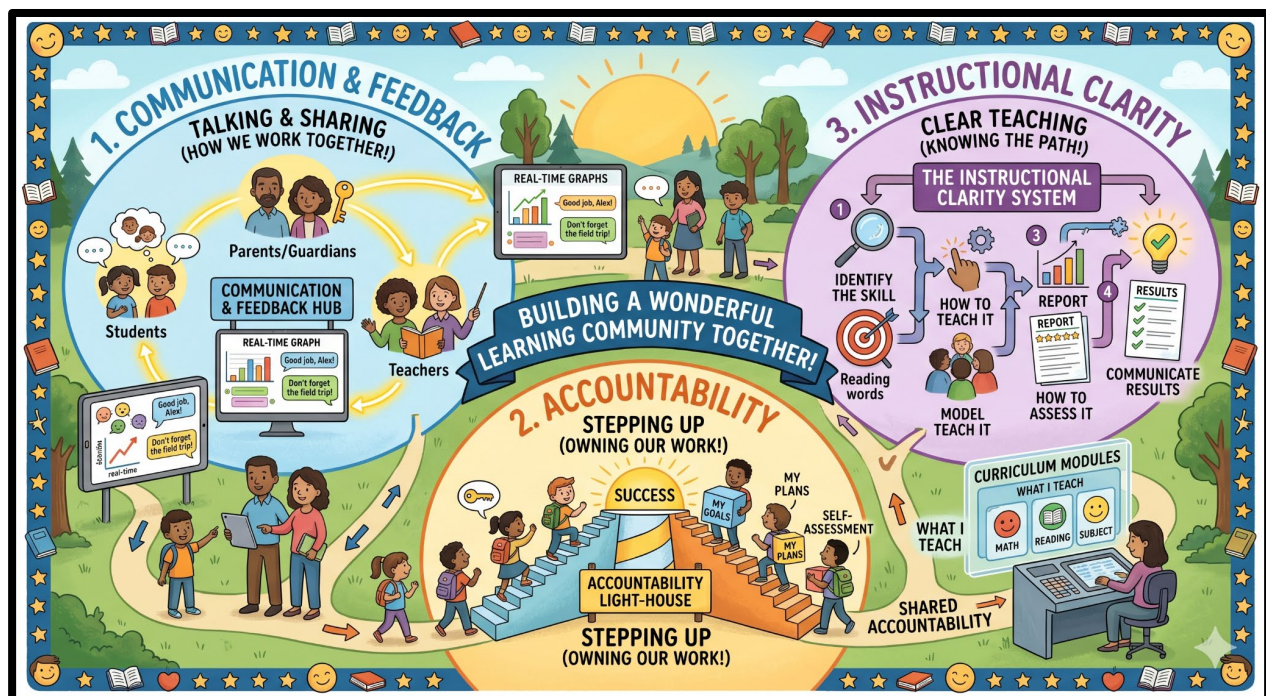 1. COMMUNICATION & FEEDBACK
TALKING & SHARING
(HOW WE WORK TOGETHER!)
Parents/Guardians
Students
COMMUNICATION
& FEEDBACK HUB
REAL-TIME GRAPH
Good job, Alex!
Don't forget
the field trip!
Teachers
Good job,
Alex!
Don't forget
the field trip!
real-time
REAL-TIME GRAPHS
Good job, Alex!
Don't forget
the field trip!
BUILDING A WONDERFUL
LEARNING COMMUNITY TOGETHER!
2. ACCOUNTABILITY
STEPPING UP
(OWNING OUR WORK!)
SUCCESS
MY
GOALS
MY
PLANS
MY
PLANS
SELF-
ASSESSMENT
ACCOUNTABILITY
LIGHT-HOUSE
STEPPING UP
(OWNING OUR WORK!)
3. INSTRUCTIONAL CLARITY
CLEAR TEACHING
(KNOWING THE PATH!)
THE INSTRUCTIONAL
CLARITY SYSTEM
1
IDENTIFY
THE SKILL
Reading
words
HOW TO
TEACH IT
MODEL
TEACH IT
3
REPORT
REPORT
HOW TO
ASSESS IT
4
RESULTS
COMMUNICATE
RESULTS
CURRICULUM MODULES
WHAT I TEACH
MATH
READING
SUBJECT
WHAT I
TEACH
SHARED
ACCOUNTABILITY